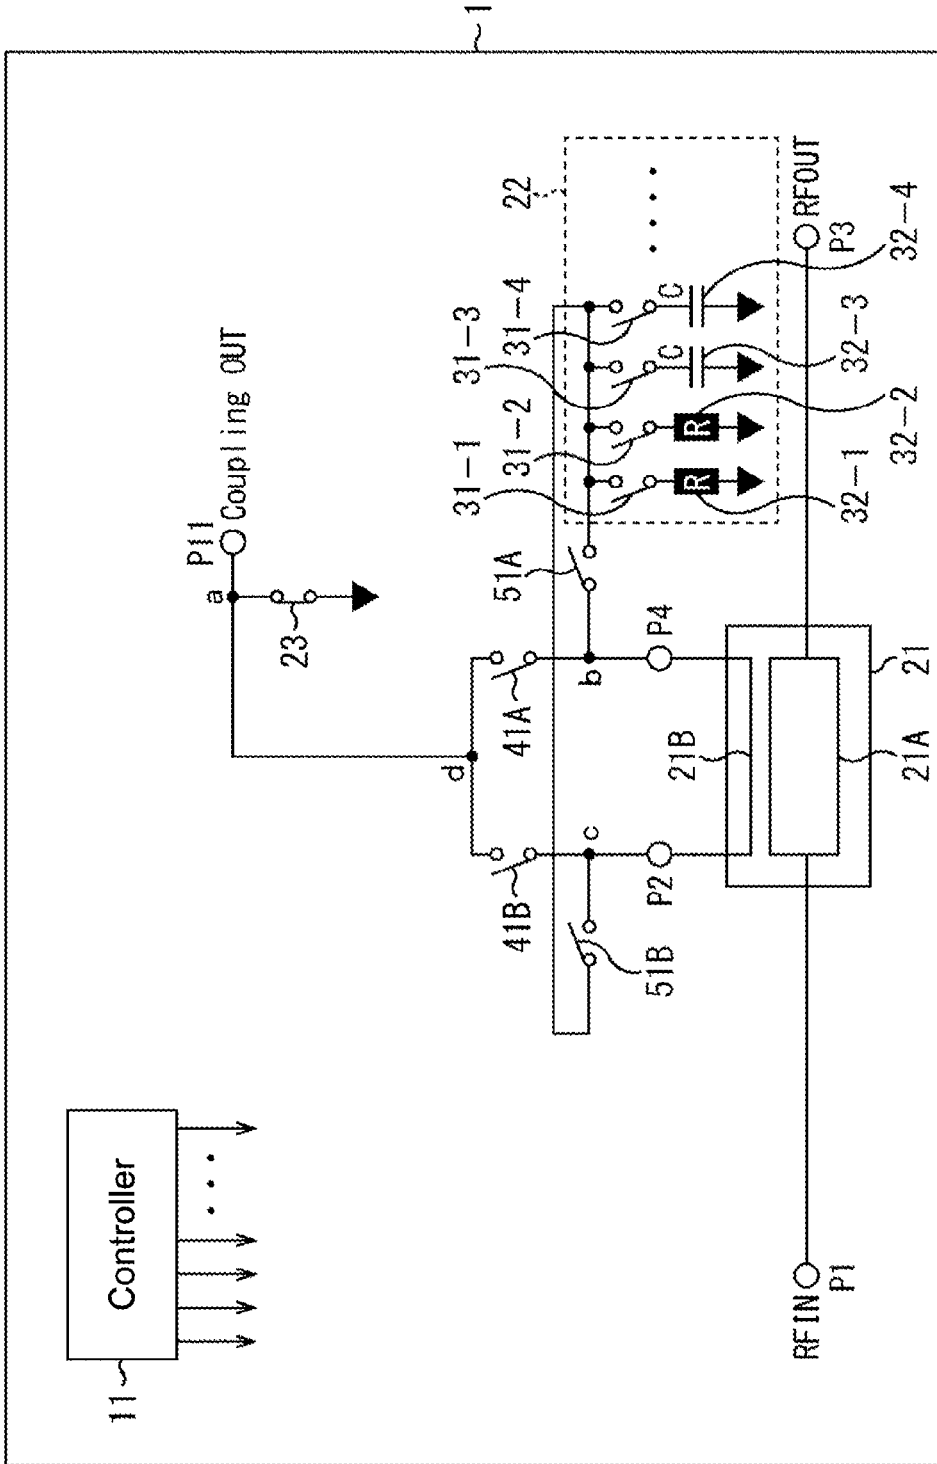 1
11
Controller
P11
Coupling OUT
a
23
d
41B
41A
51A
51B
c
b
P2
P4
22
31-1
31-2
31-3
31-4
R
R
C
C
32-1
32-2
32-3
32-4
21B
21A
21
RFIN
P1
RFOUT
P3